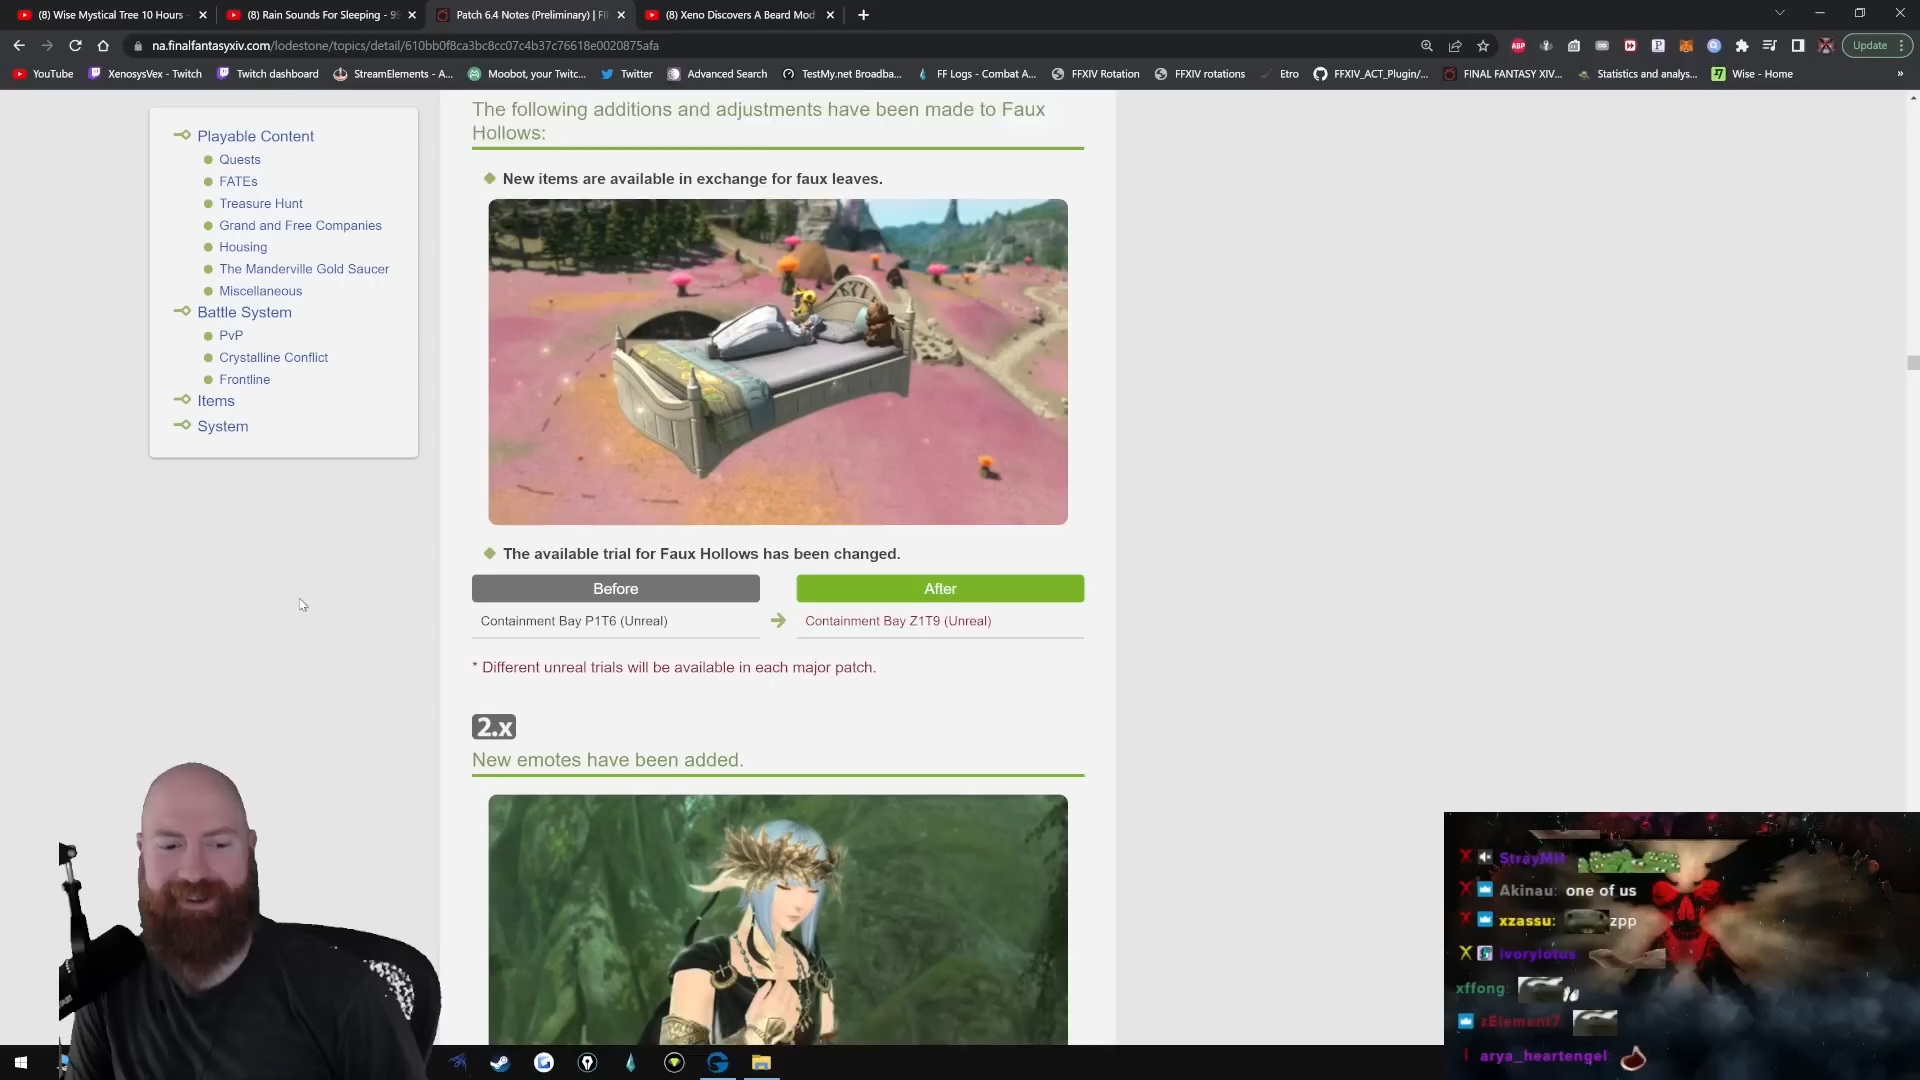 (8) Wise Mystical Tree 10 Hours -
(8) Rain Sounds For Sleeping - 99
Patch 6.4 Notes (Preliminary) | FI
(8) Xeno Discovers A Beard Mod
na.finalfantasyxiv.com/lodestone/topics/detail/610bb0f8ca3bc8cc07c4b37c76618e0020875afa
ABP
Update
YouTube
XenosysVex - Twitch
Twitch dashboard
StreamElements - A...
Moobot, your Twitc...
Twitter
Advanced Search
TestMy.net Broadba...
FF Logs - Combat A...
FFXIV Rotation
FFXIV rotations
Etro
FFXIV_ACT_Plugin/...
FINAL FANTASY XIV...
Statistics and analys...
Wise - Home
»
Playable Content
Quests
FATEs
Treasure Hunt
Grand and Free Companies
Housing
The Manderville Gold Saucer
Miscellaneous
Battle System
PvP
Crystalline Conflict
Frontline
Items
System
The following additions and adjustments have been made to Faux
Hollows:
New items are available in exchange for faux leaves.
The available trial for Faux Hollows has been changed.
Before
After
Containment Bay P1T6 (Unreal)
Containment Bay Z1T9 (Unreal)
* Different unreal trials will be available in each major patch.
2.x
New emotes have been added.
StrayMH
Akinau: one of us
xzassu: zpp
ivorylotus
xffong:
zElement7
arya_heartengel